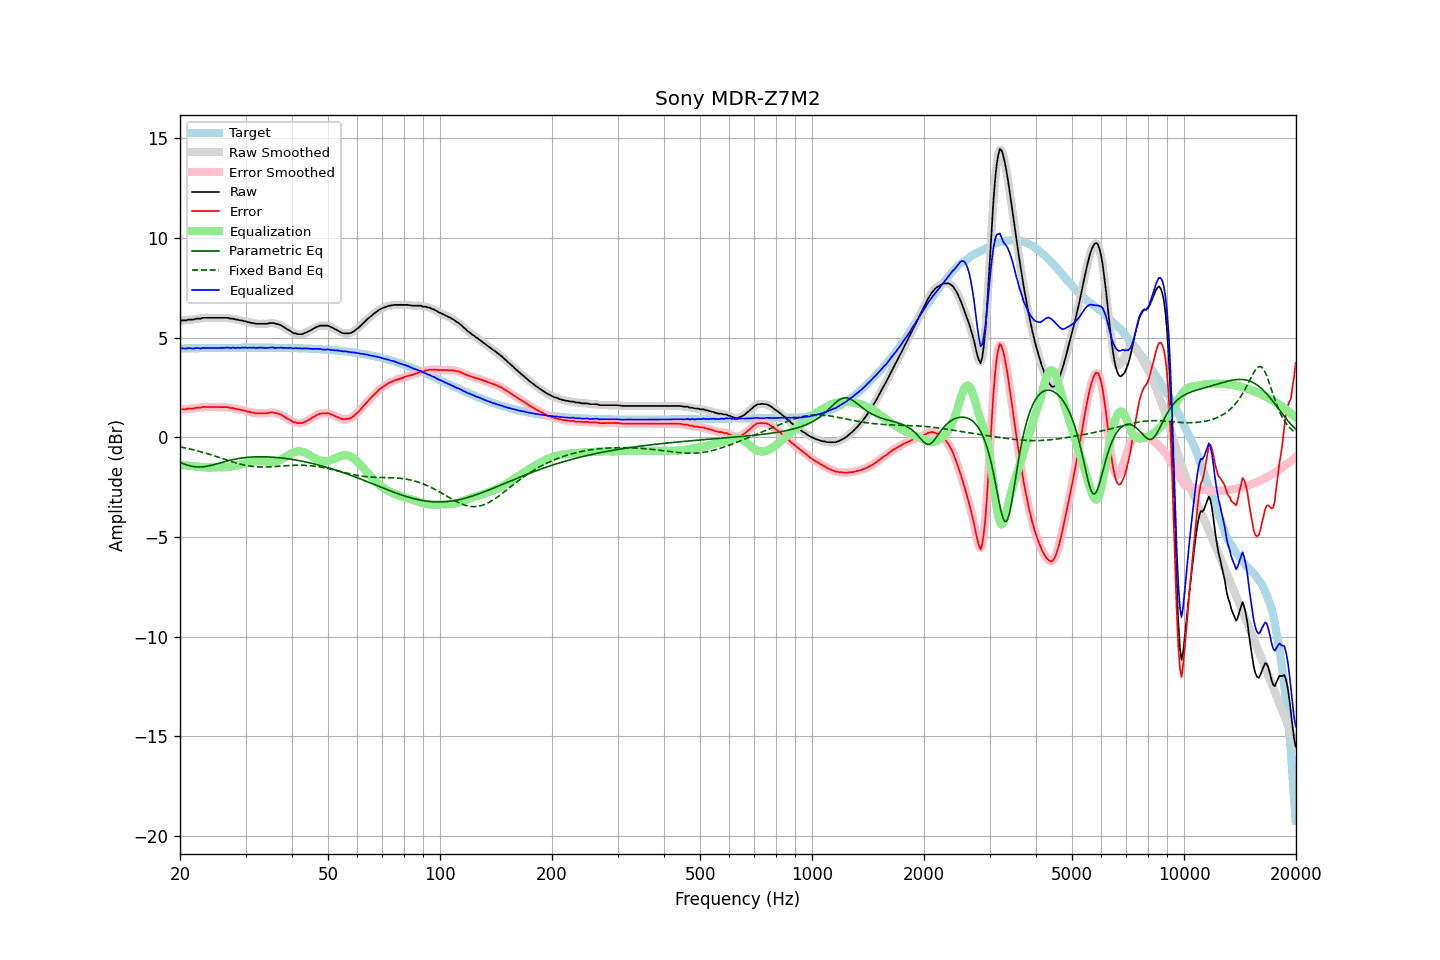 Sony MDR-Z7M2
Target
Raw Smoothed
Error Smoothed
Raw
Error
Equalization
Parametric Eq
Fixed Band Eq
Equalized
15
10
5
0
−5
−10
−15
−20
Amplitude (dBr)
20
50
100
200
500
1000
2000
5000
10000
20000
Frequency (Hz)